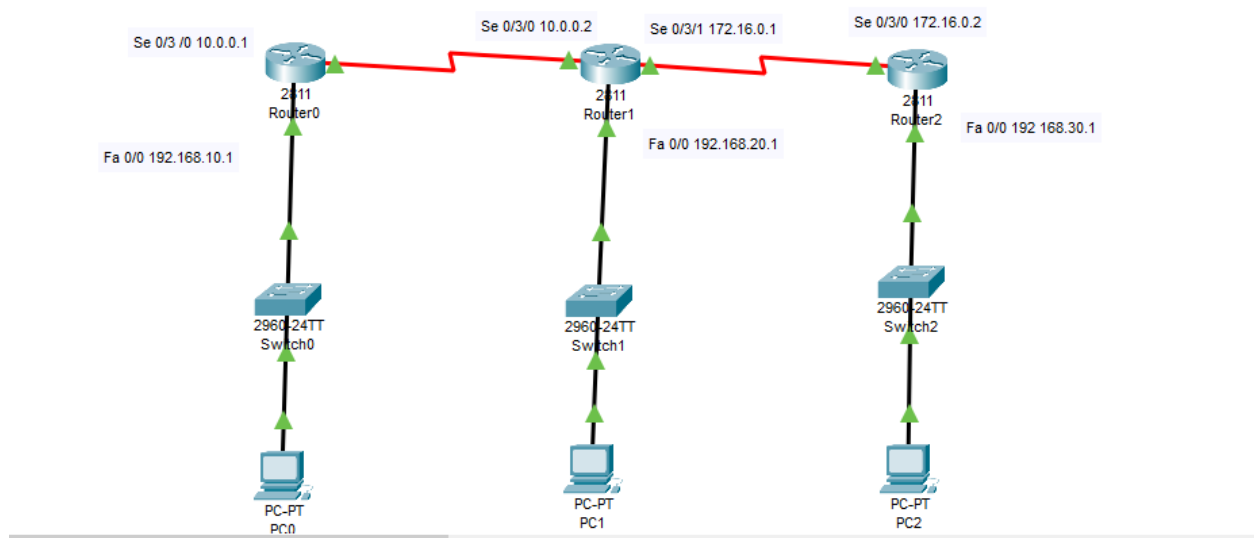 Se 0/3 /0 10.0.0.1
Se 0/3/0 10.0.0.2
Se 0/3/1 172.16.0.1
Se 0/3/0 172.16.0.2
2811
Router0
2811
Router1
2811
Router2
Fa 0/0 192.168.10.1
Fa 0/0 192.168.20.1
Fa 0/0 192 168.30.1
2960-24TT
Switch0
2960-24TT
Switch1
2960-24TT
Switch2
PC-PT
PC0
PC-PT
PC1
PC-PT
PC2